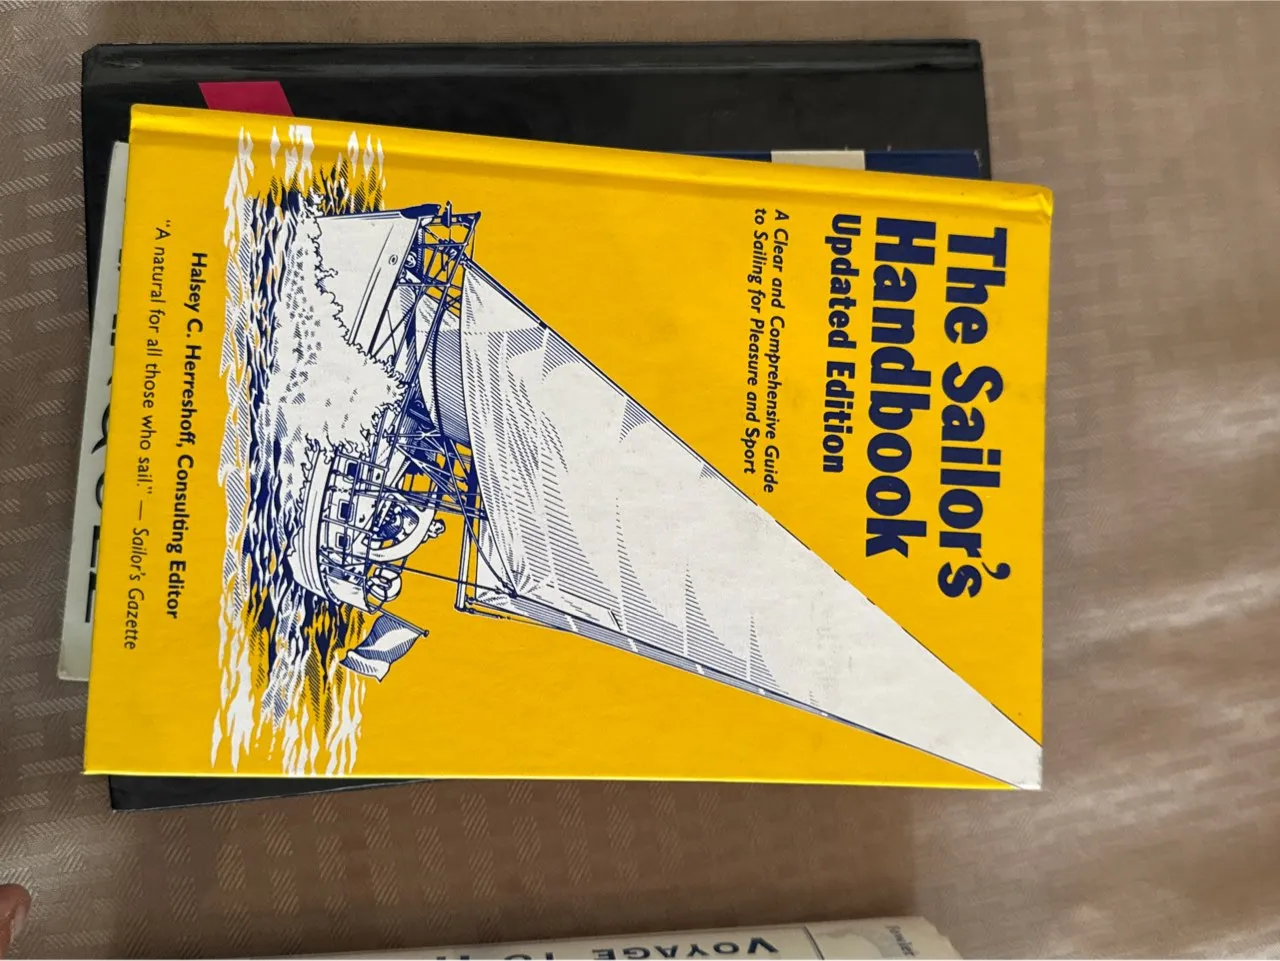 The Sailor's
Handbook
Updated Edition
A Clear and Comprehensive Guide
to Sailing for Pleasure and Sport
Halsey C. Herreshoff, Consulting Editor
"A natural for all those who sail." — Sailor's Gazette
VOYAGE TO